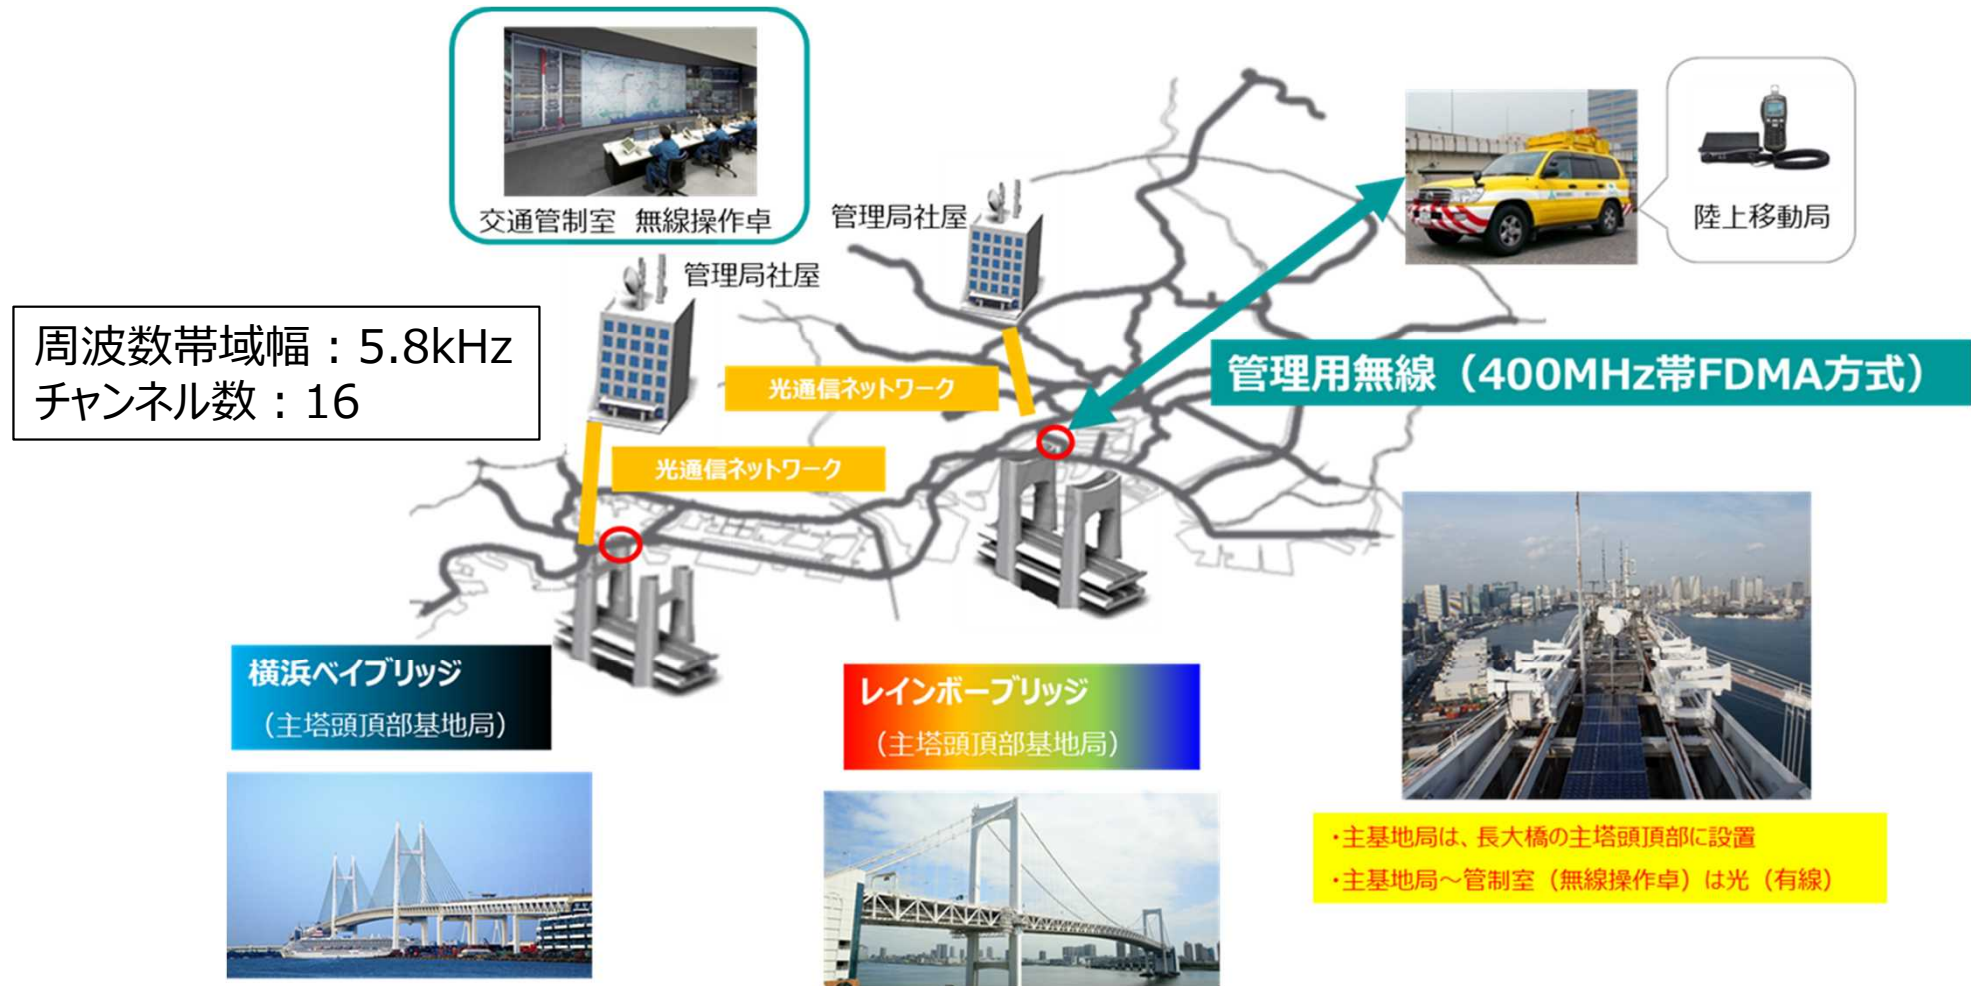 交通管制室 無線操作卓
管理局社屋
陸上移動局
管理局社屋
周波数帯域幅：5.8kHz
チャンネル数：16
管理用無線（400MHz帯FDMA方式）
光通信ネットワーク
光通信ネットワーク
横浜ベイブリッジ
（主塔頭頂部基地局）
レインボーブリッジ
（主塔頭頂部基地局）
・主基地局は、長大橋の主塔頭頂部に設置
・主基地局～管制室（無線操作卓）は光（有線）